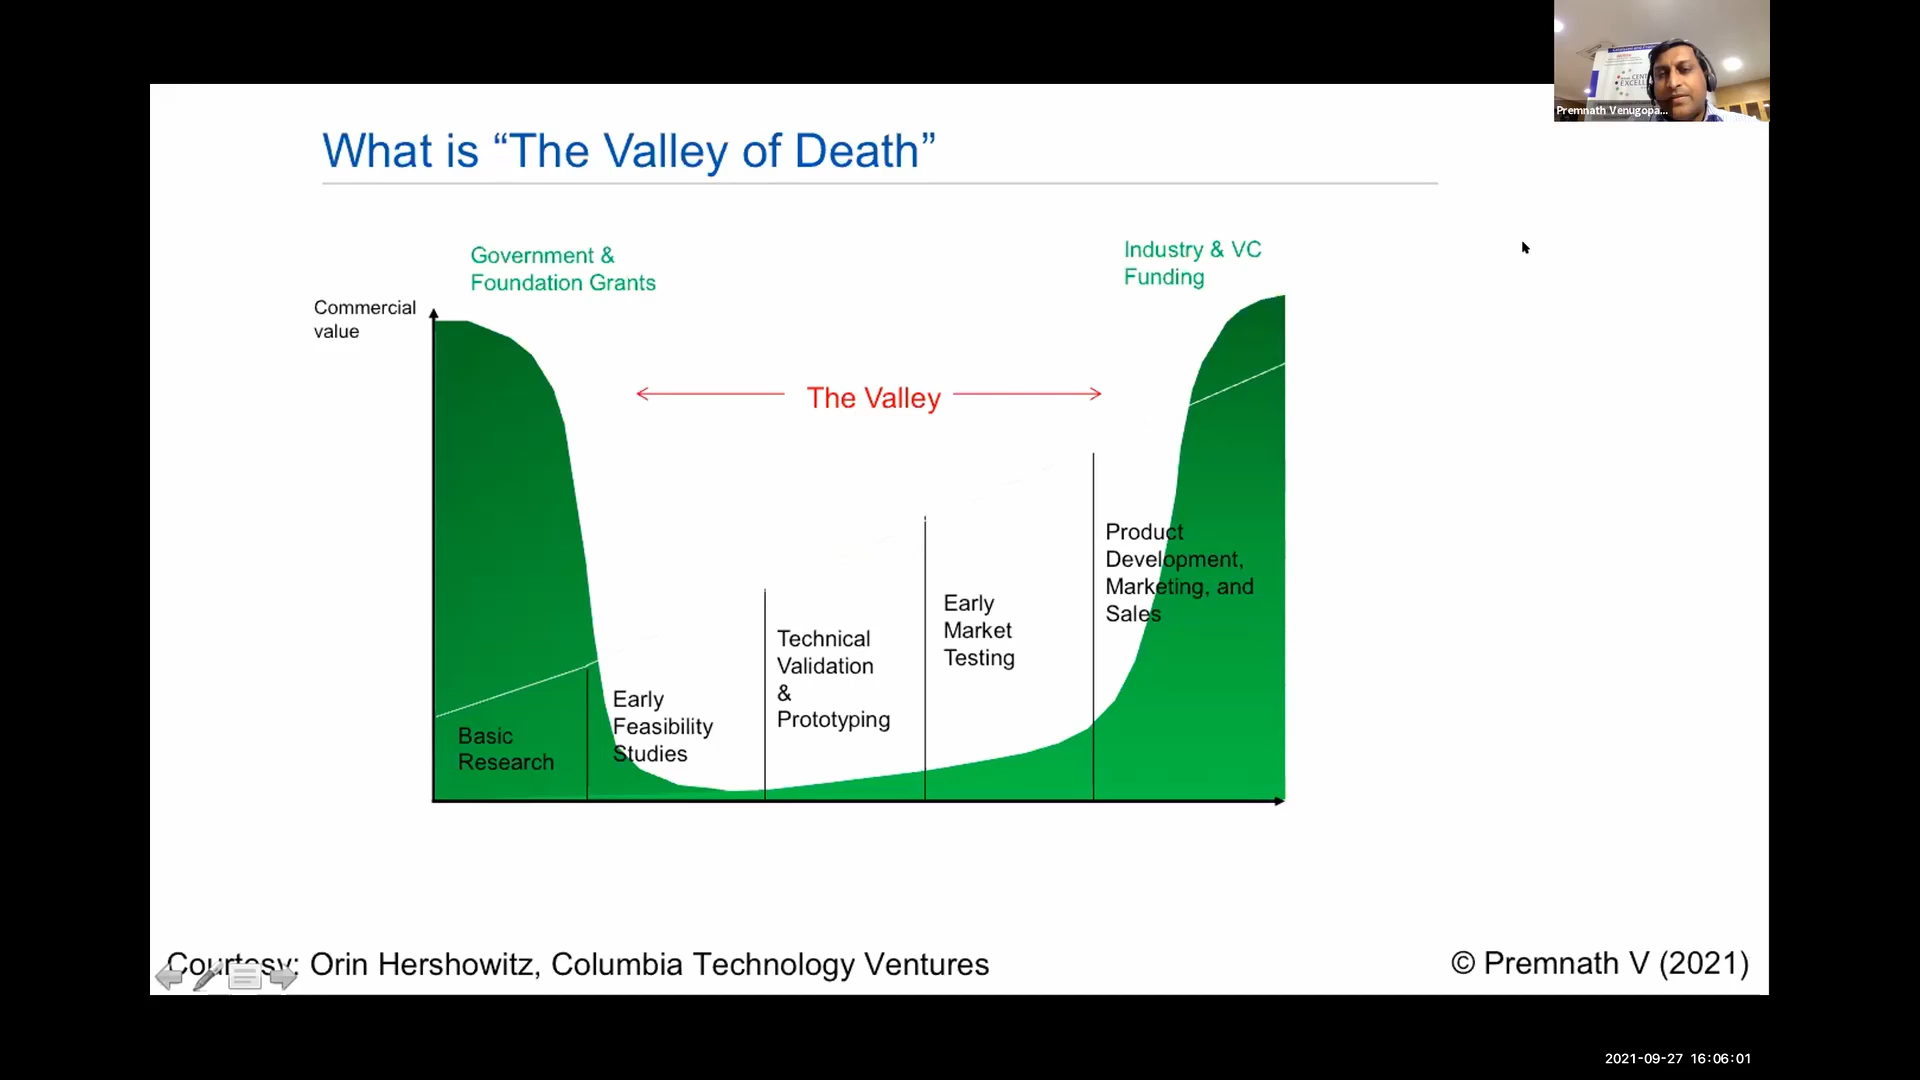 What is “The Valley of Death”
Government &
Foundation Grants
Industry & VC
Funding
Commercial
value
The Valley
Product
Development,
Marketing, and
Sales
Early
Market
Testing
Technical
Validation
&
Prototyping
Early
Feasibility
Studies
Basic
Research
Courtesy: Orin Hershowitz, Columbia Technology Ventures
© Premnath V (2021)
Premnath Venugopa...
2021-09-27 16:06:01